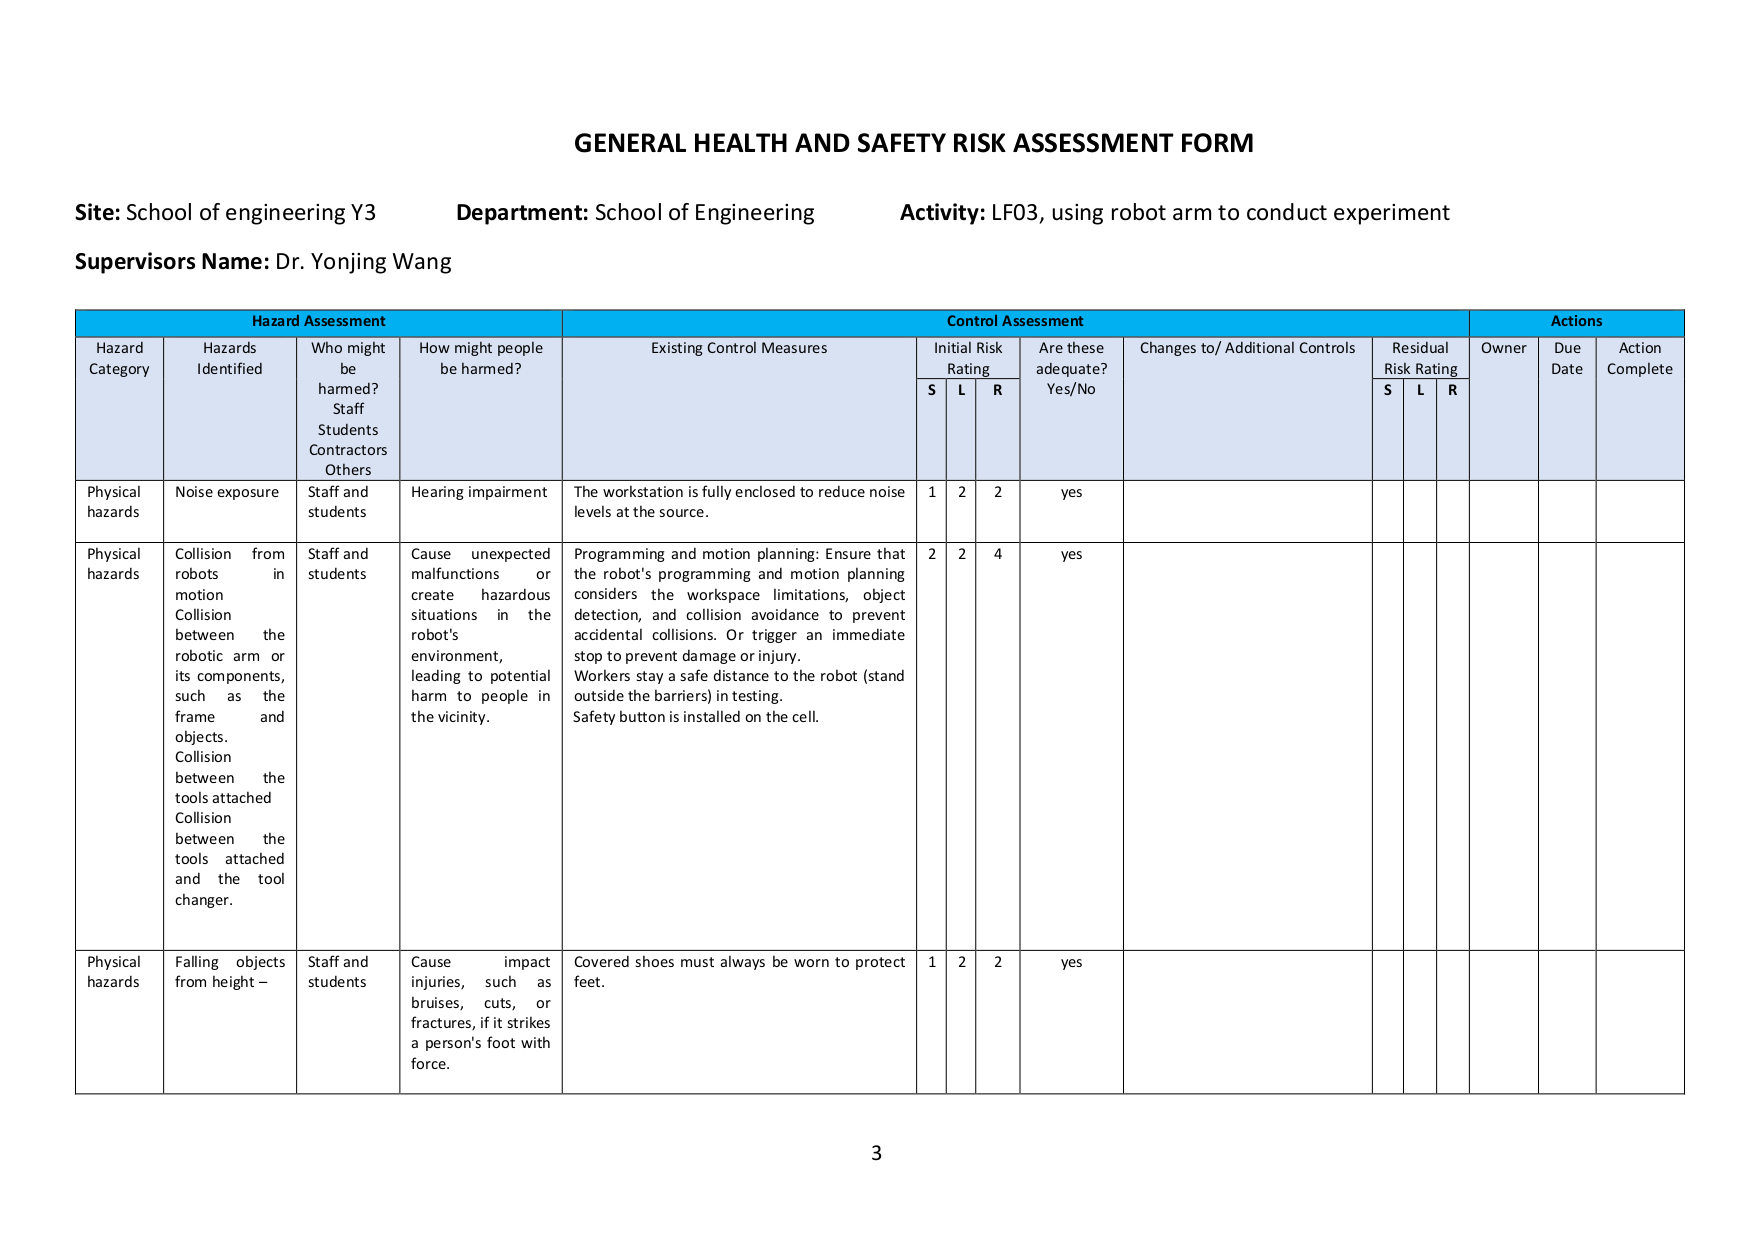 GENERAL HEALTH AND SAFETY RISK ASSESSMENT FORM
Site: School of engineering Y3 Department: School of Engineering Activity: LF03, using robot arm to conduct experiment
Supervisors Name: Dr. Yonjing Wang
Hazard Assessment Control Assessment Actions
Hazard
Category
Hazards
Identified
Who might
be
harmed?
Staff
Students
Contractors
Others
How might people
be harmed?
Existing Control Measures
Initial Risk
Rating
S L R
Are these
adequate?
Yes/No
Changes to/ Additional Controls
Residual
Risk Rating
S L R
Owner
Due
Date
Action
Complete
Physical
hazards
Noise exposure
Staff and
students
Hearing impairment
The workstation is fully enclosed to reduce noise
levels at the source.
1 2 2 yes
Physical
hazards
Collision from
robots in
motion
Collision
between the
robotic arm or
its components,
such as the
frame and
objects.
Collision
between the
tools attached
Collision
between the
tools attached
and the tool
changer.
Staff and
students
Cause unexpected
malfunctions or
create hazardous
situations in the
robot's
environment,
leading to potential
harm to people in
the vicinity.
Programming and motion planning: Ensure that
the robot's programming and motion planning
considers the workspace limitations, object
detection, and collision avoidance to prevent
accidental collisions. Or trigger an immediate
stop to prevent damage or injury.
Workers stay a safe distance to the robot (stand
outside the barriers) in testing.
Safety button is installed on the cell.
2 2 4 yes
Physical
hazards
Falling objects
from height –
Staff and
students
Cause impact
injuries, such as
bruises, cuts, or
fractures, if it strikes
a person's foot with
force.
Covered shoes must always be worn to protect
feet.
1 2 2 yes
3